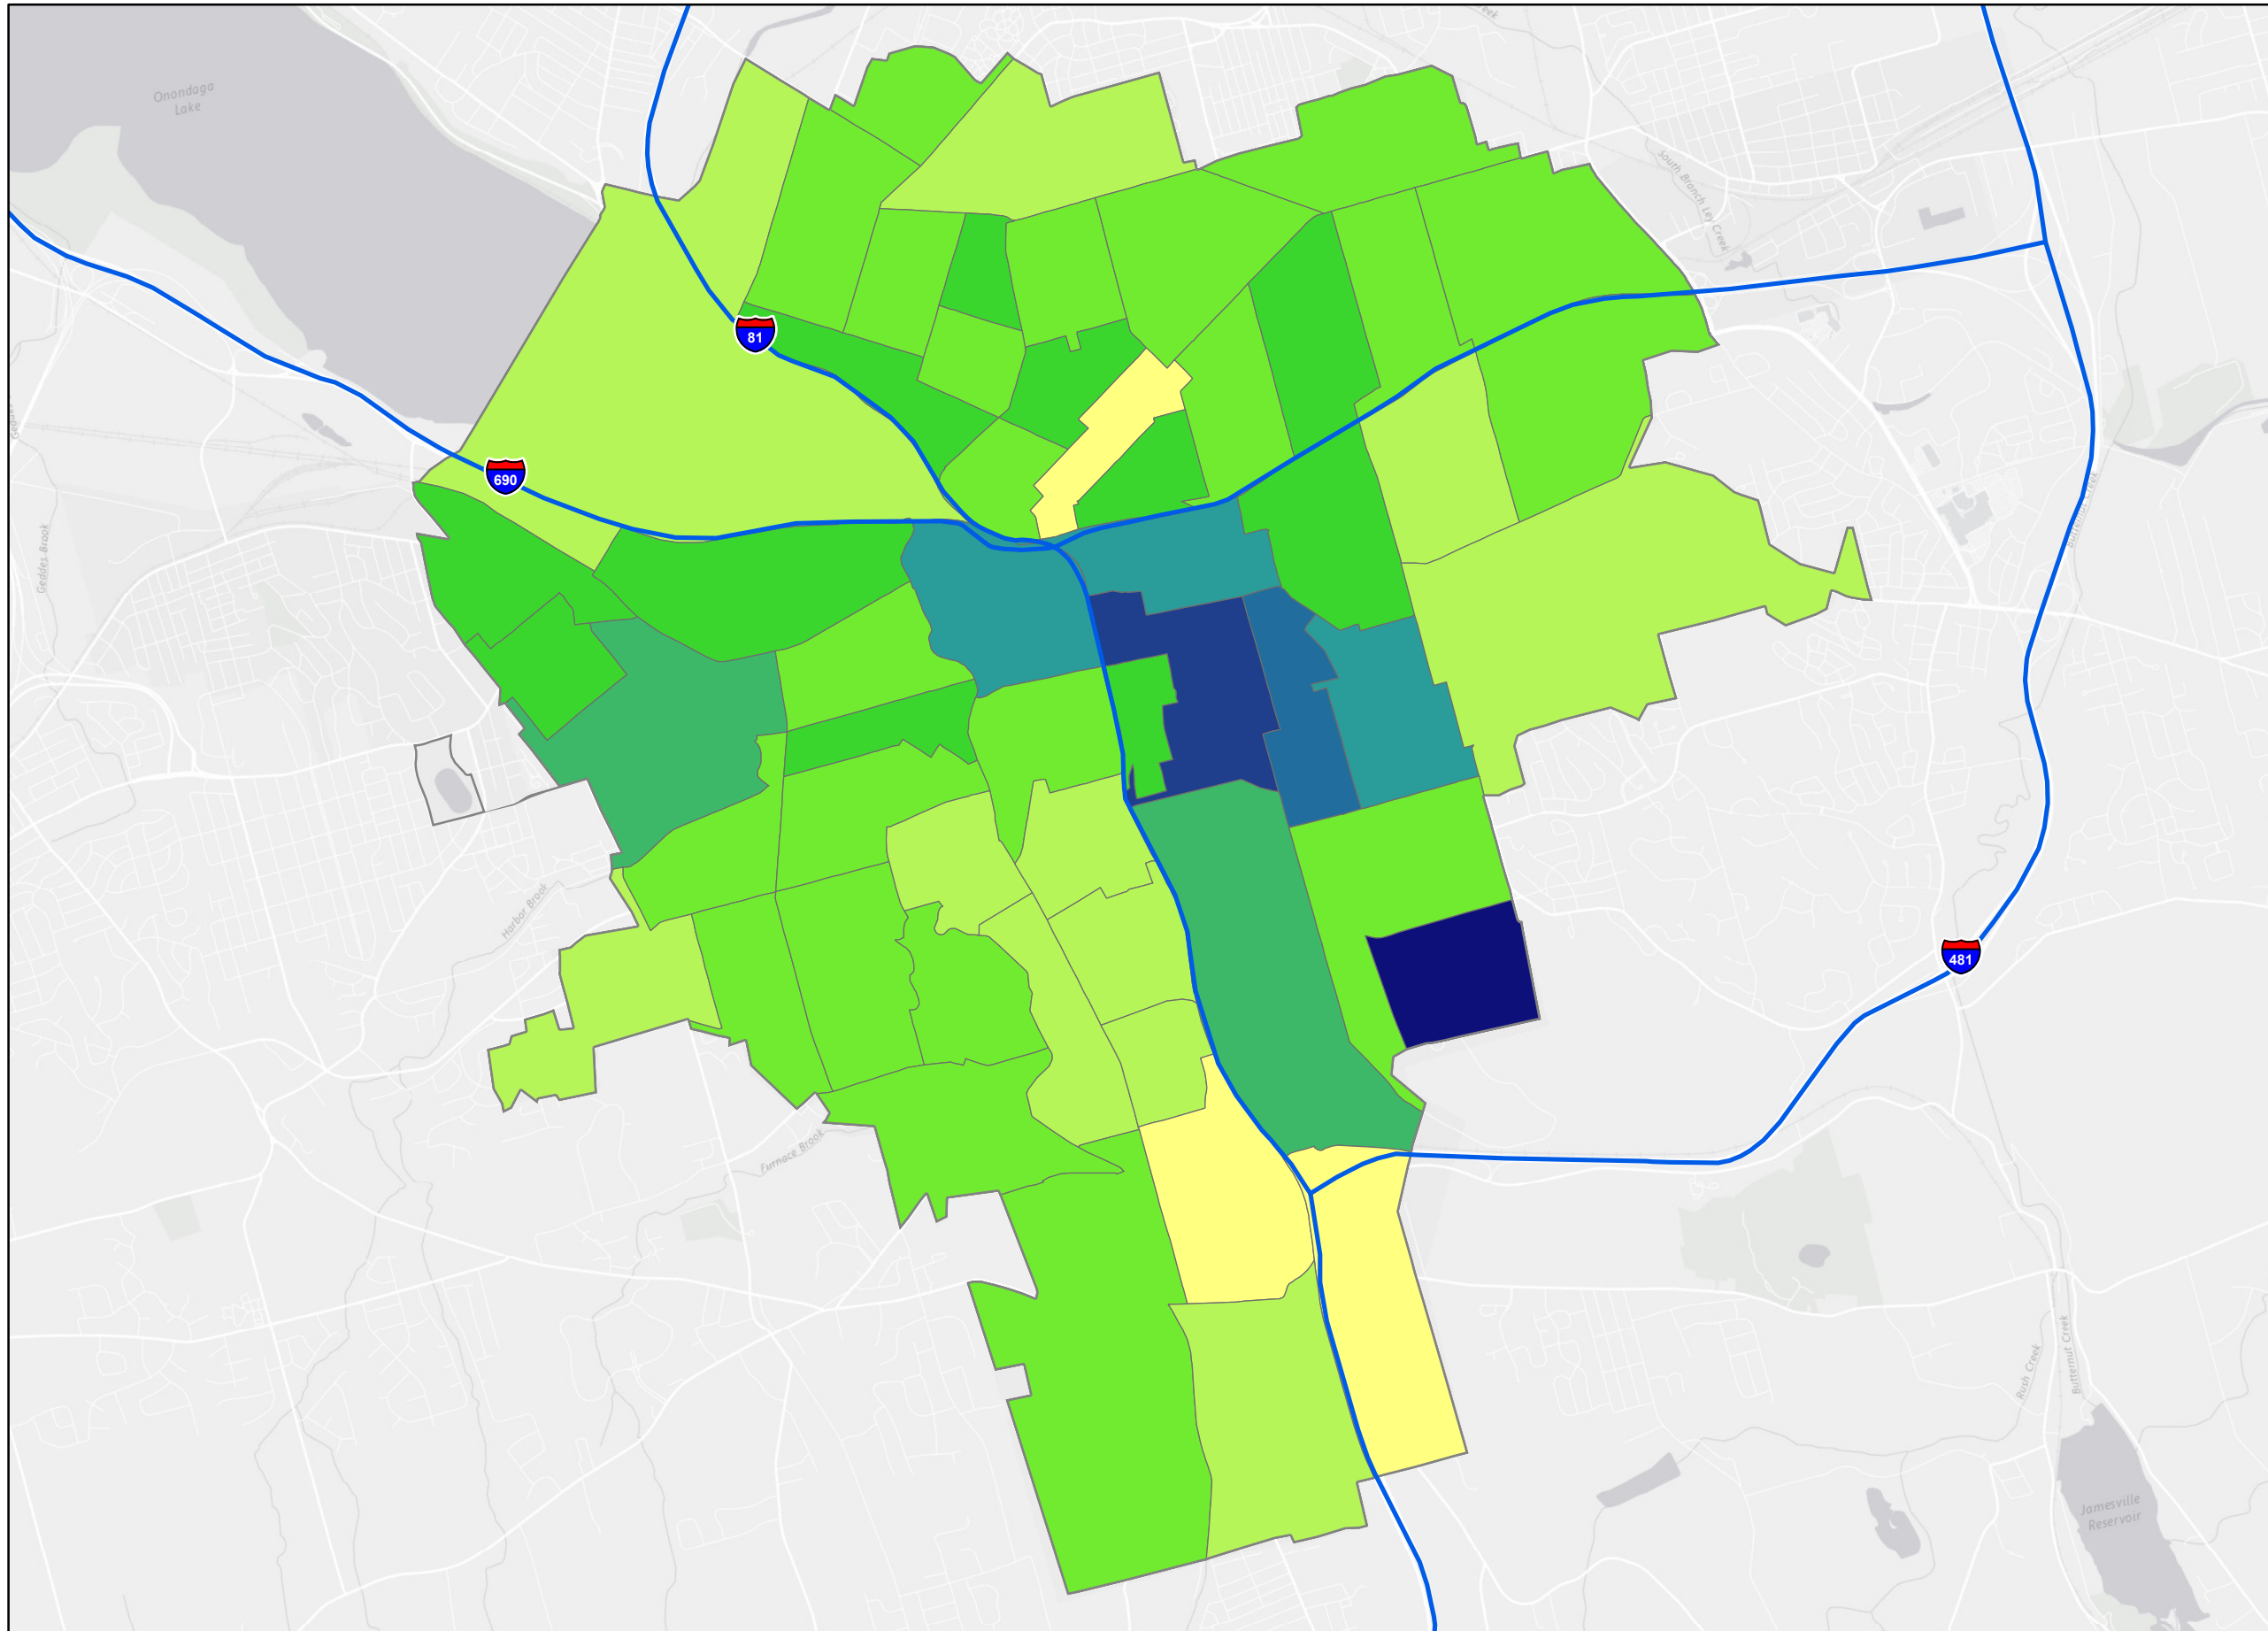 Onondaga
Lake
South Branch Ley Creek
81
690
Geddes Brook
Harbor Brook
481
Furnace Brook
Rush Creek
Butternut Creek
Jamesville
Reservoir